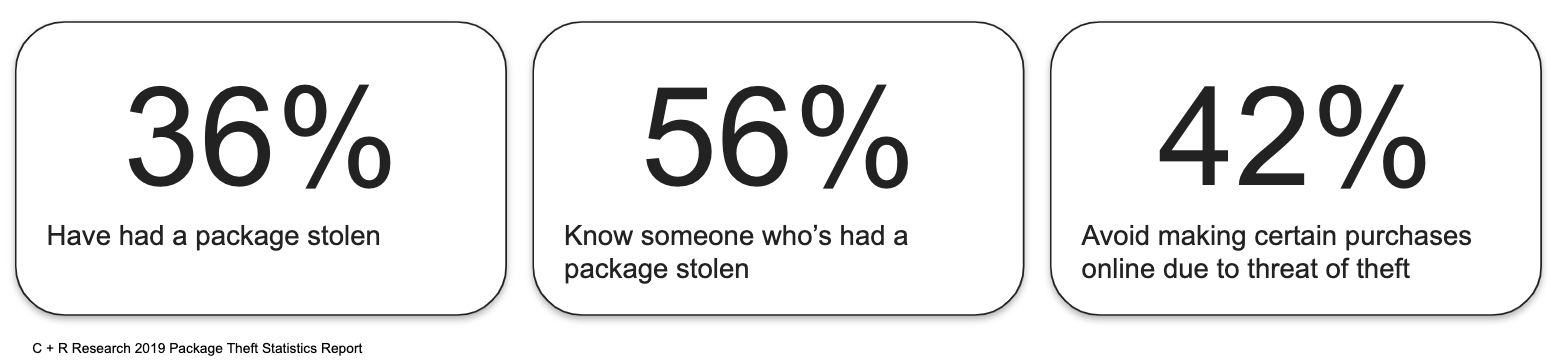 36%
Have had a package stolen
56%
Know someone who’s had a
package stolen
42%
Avoid making certain purchases
online due to threat of theft
C + R Research 2019 Package Theft Statistics Report